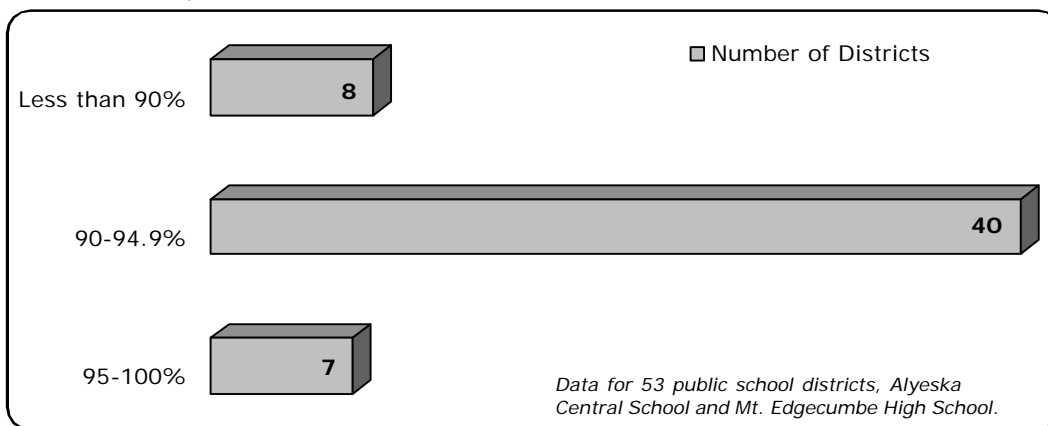 Number of Districts
Less than 90%
8
90-94.9%
40
95-100%
7
Data for 53 public school districts, Alyeska
Central School and Mt. Edgecumbe High School.